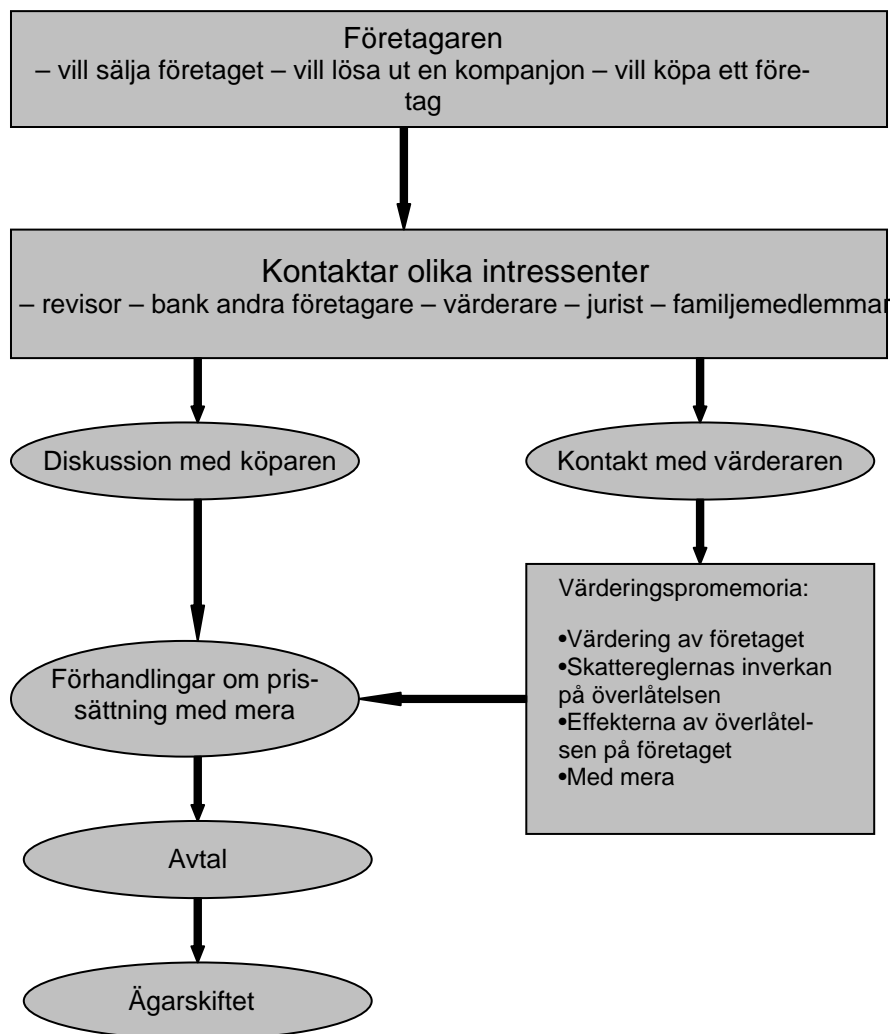 Företagaren
– vill sälja företaget – vill lösa ut en kompanjon – vill köpa ett före-
tag
Kontaktar olika intressenter
– revisor – bank andra företagare – värderare – jurist – familjemedlemmar
Diskussion med köparen
Kontakt med värderaren
Värderingspromemoria:
•Värdering av företaget
•Skattereglernas inverkan
på överlåtelsen
•Effekterna av överlåtel-
sen på företaget
•Med mera
Förhandlingar om pris-
sättning med mera
Avtal
Ägarskiftet